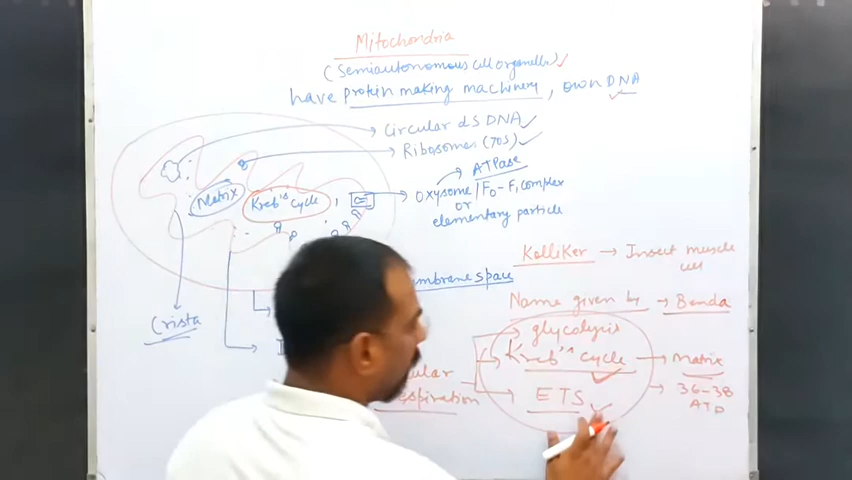 Mitochondria
(Semiautonomous cell organelle)
have protein making machinery, own DNA
Circular ds DNA
Ribosomes (70S)
ATPase
Oxysome / F0-F1 complex
or
elementary particle
Matrix
Kreb's cycle,
Kolliker → Insect muscle
cell
membrane space
Name given by → Benda
Crista
glycolysis
Kreb's cycle → Matrix
ETS → 36-38
ATP
ular
espiration